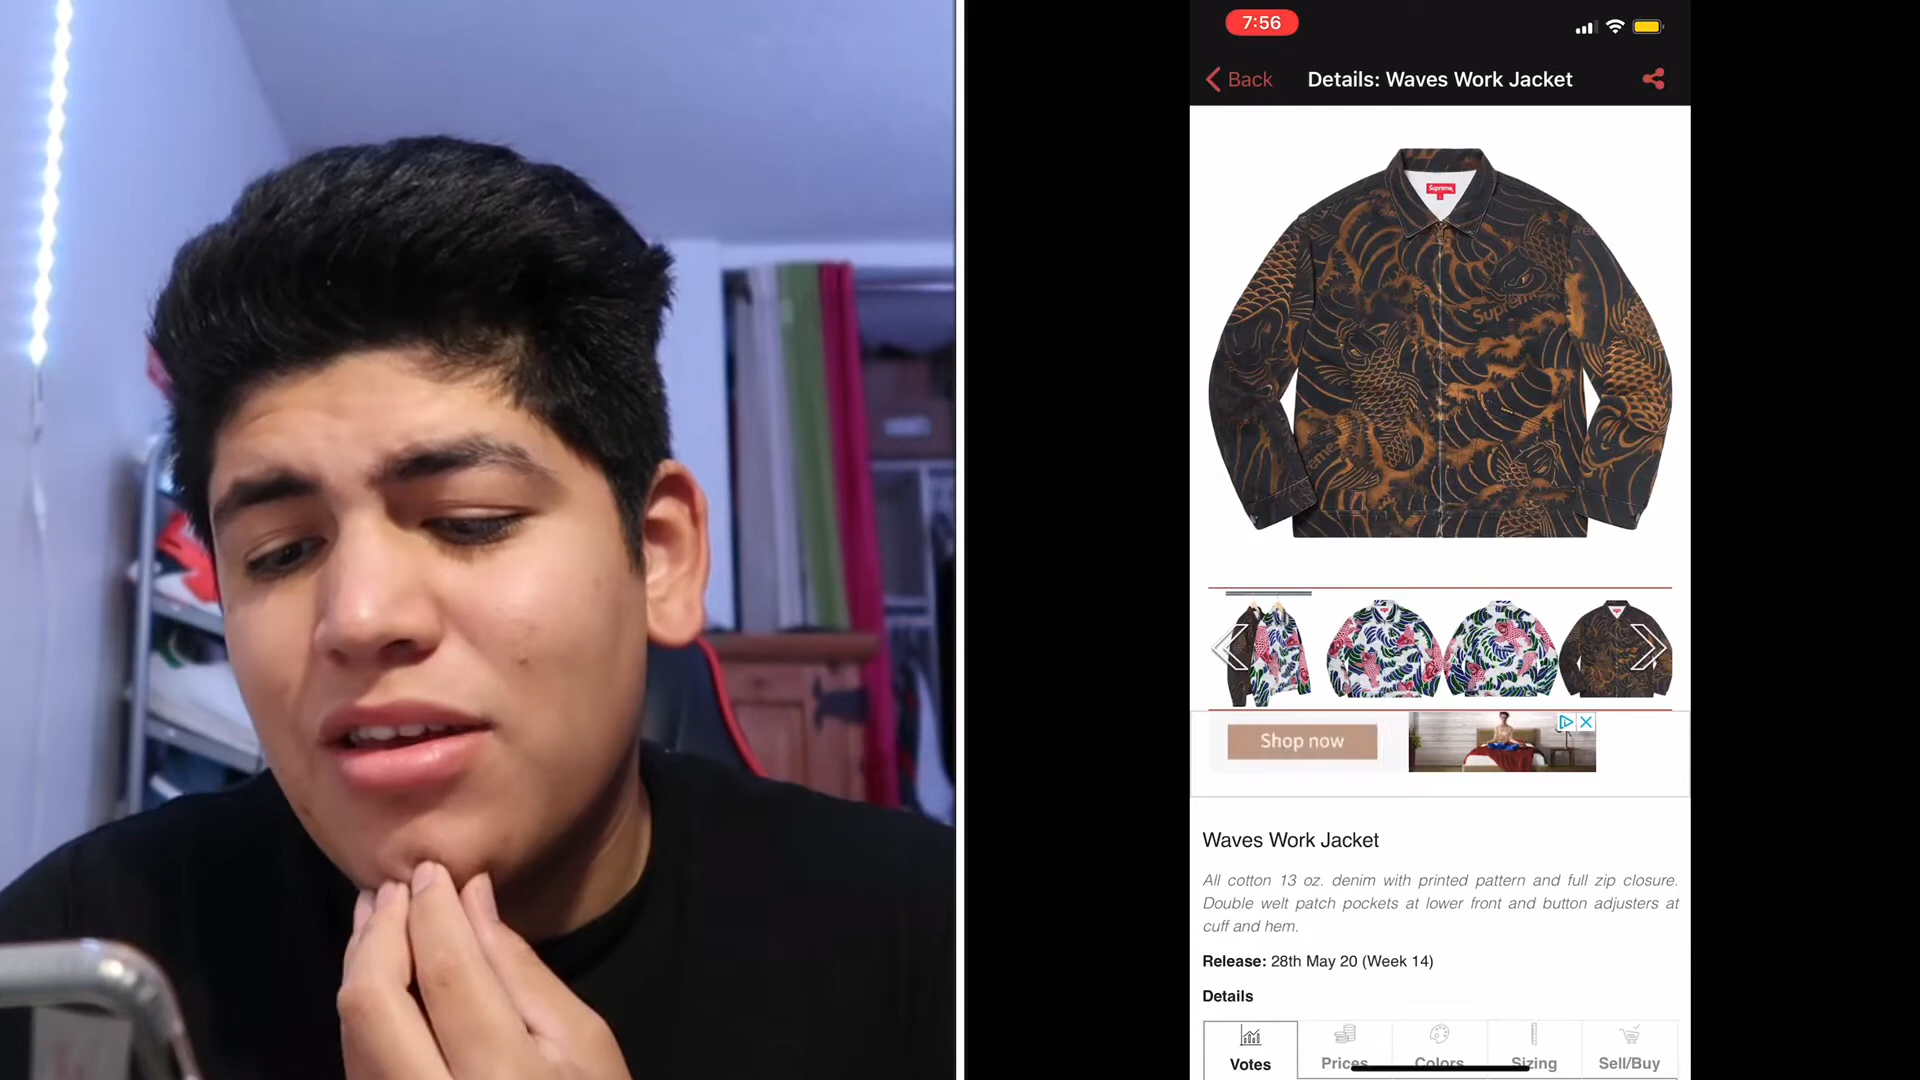 7:56
Back
Details: Waves Work Jacket
Supreme
Shop now
Waves Work Jacket
All cotton 13 oz. denim with printed pattern and full zip closure.
Double welt patch pockets at lower front and button adjusters at
cuff and hem.
Release: 28th May 20 (Week 14)
Details
Votes
Prices
Colors
Sizing
Sell/Buy